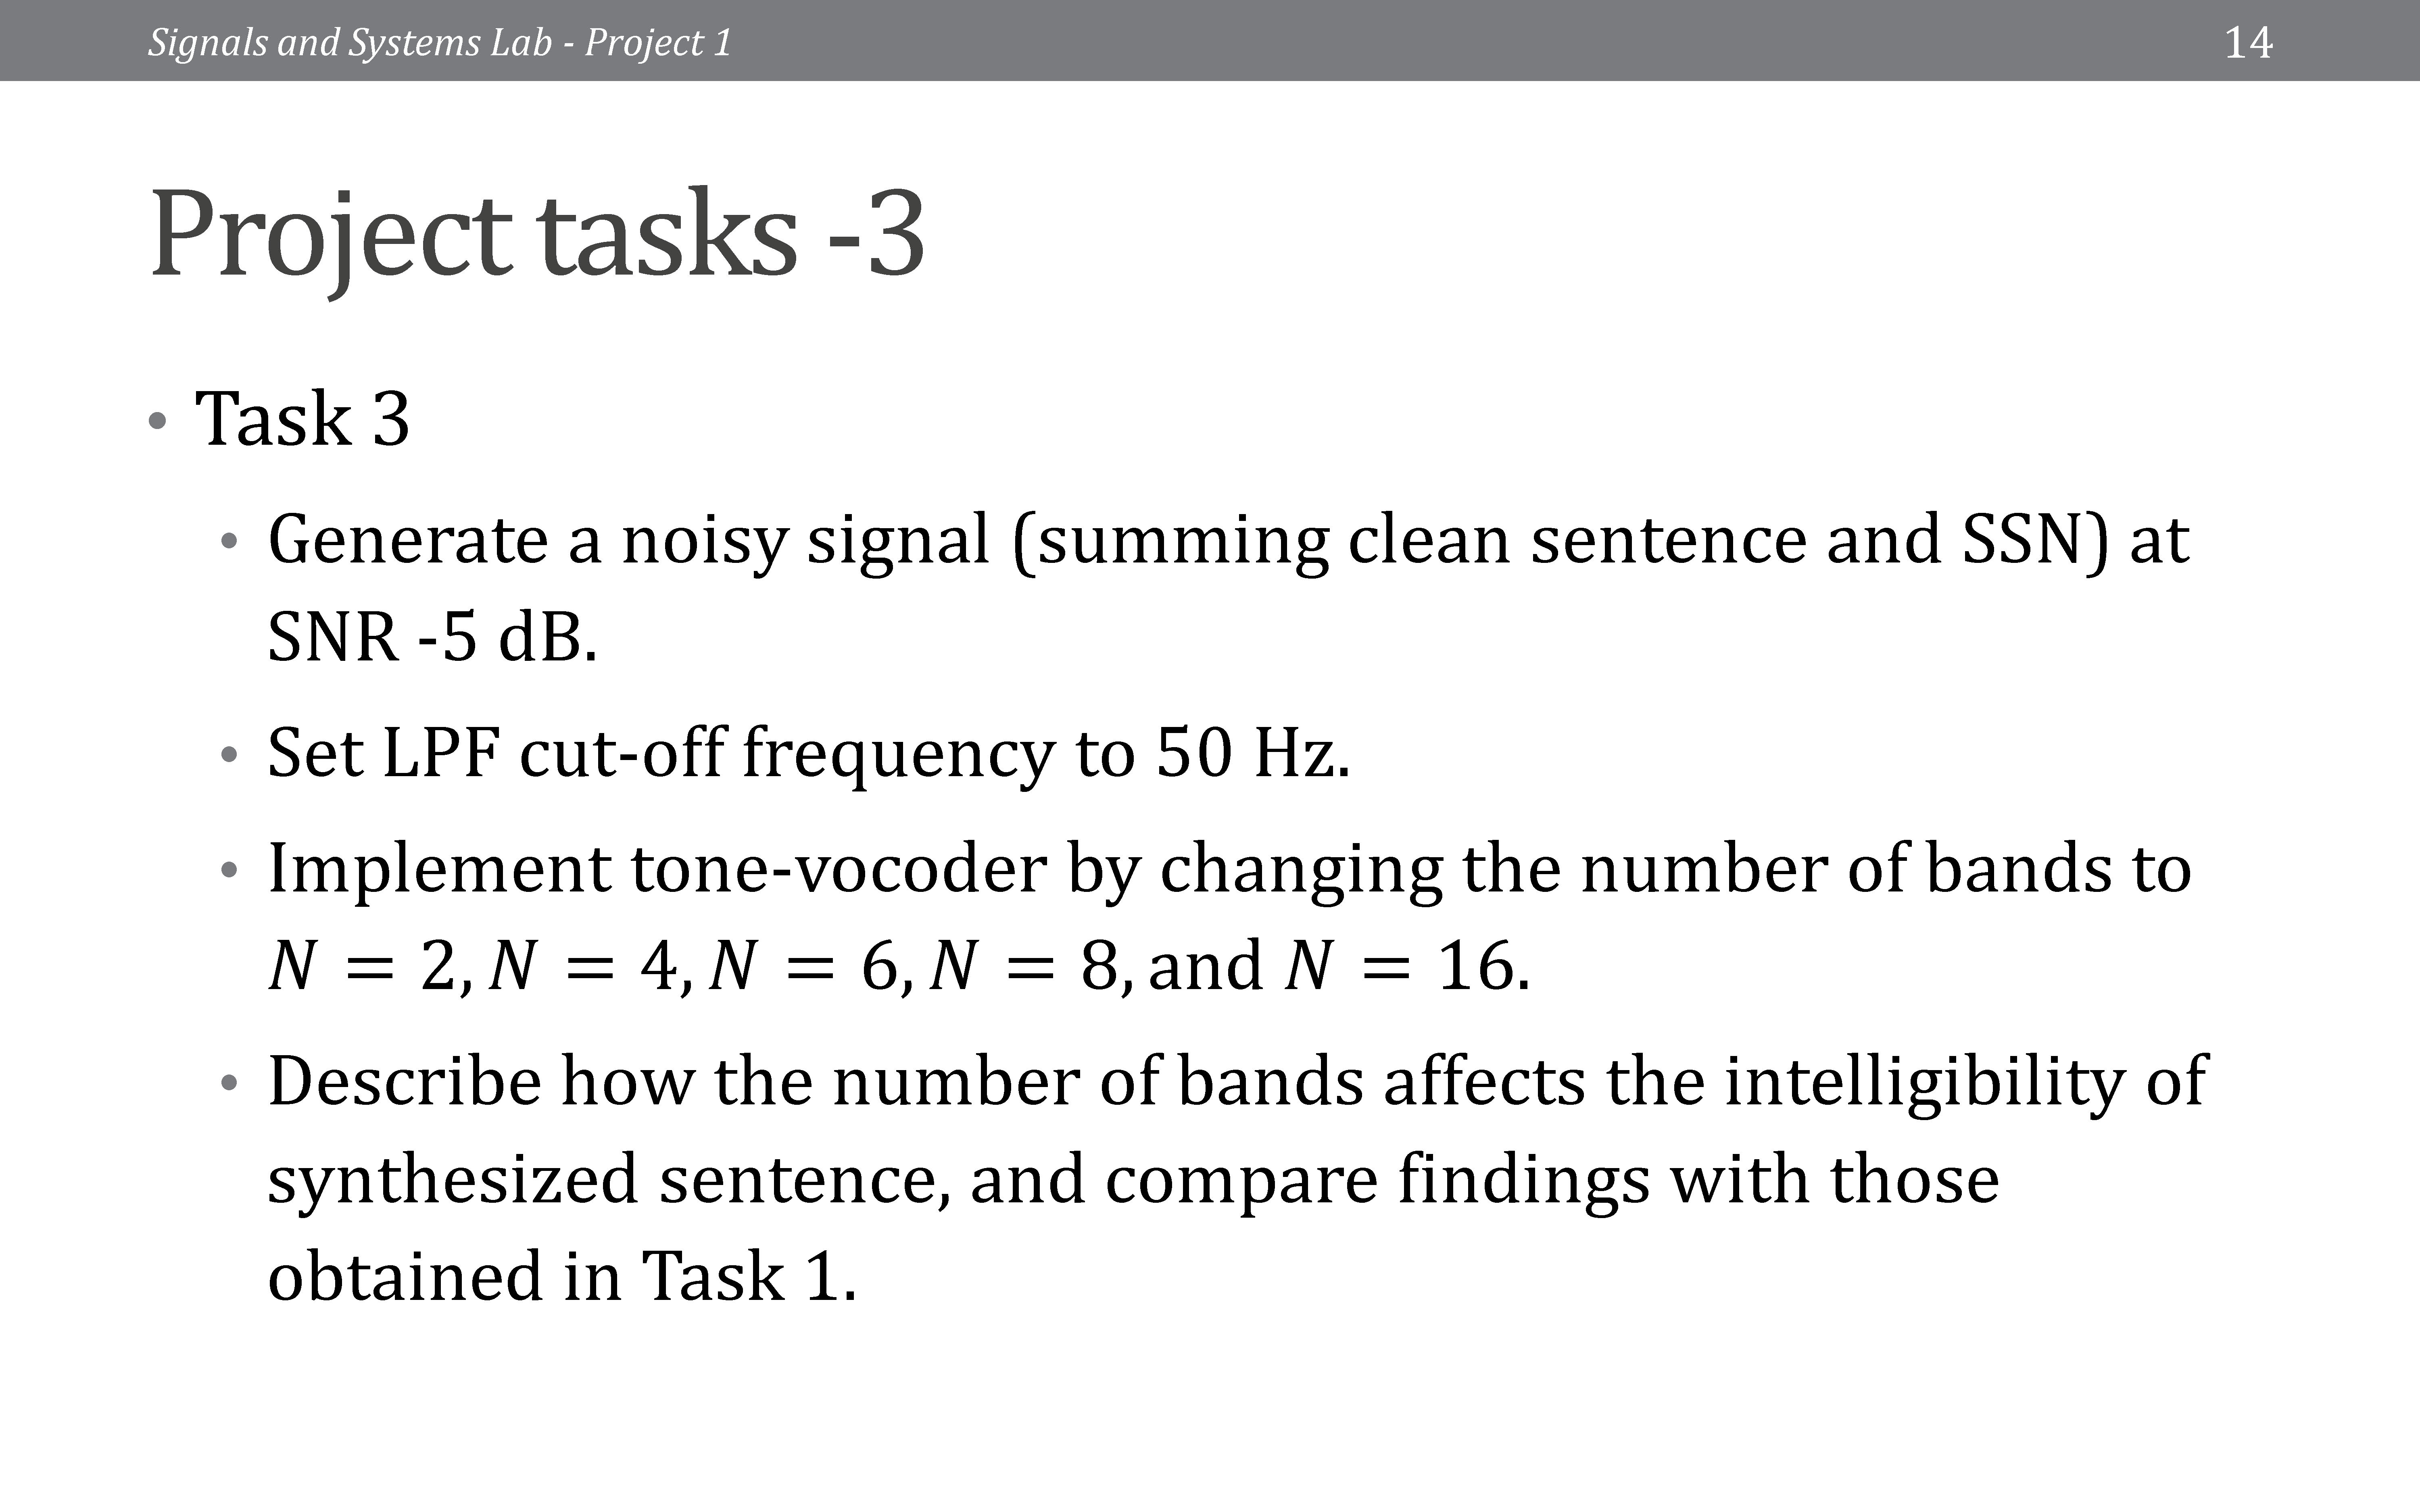 Signals and Systems Lab - Project 1
14
Project tasks -3
• Task 3
• Generate a noisy signal (summing clean sentence and SSN) at
SNR -5 dB.
• Set LPF cut-off frequency to 50 Hz.
• Implement tone-vocoder by changing the number of bands to
N = 2, N = 4, N = 6, N = 8, and N = 16.
• Describe how the number of bands affects the intelligibility of
synthesized sentence, and compare findings with those
obtained in Task 1.